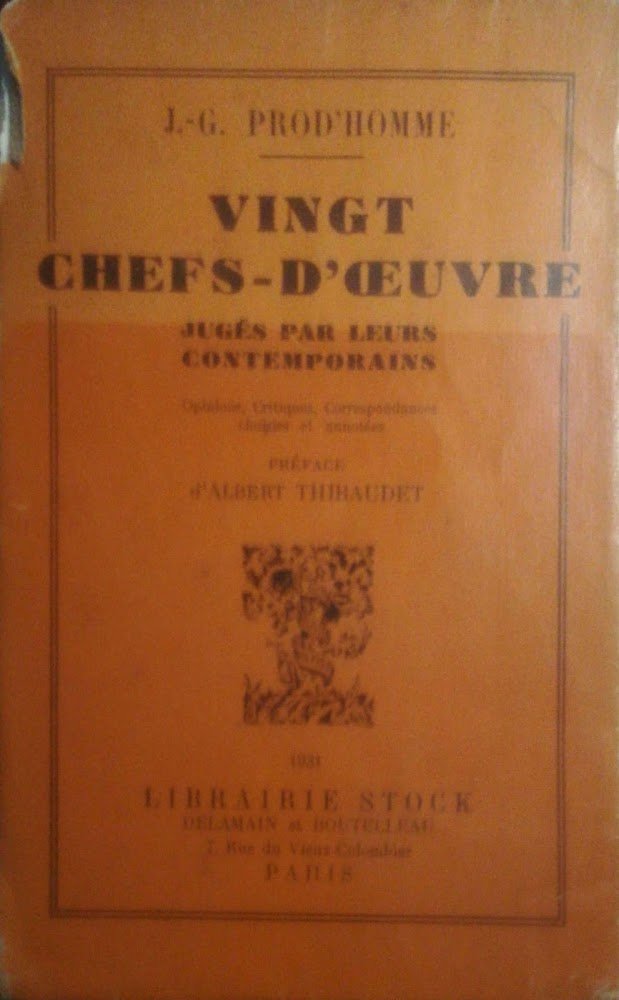 J.-G. PROD'HOMME
VINGT
CHEFS-D'ŒUVRE
JUGÉS PAR LEURS
CONTEMPORAINS
Opinions, Critiques, Correspondances
choisies et annotées
PRÉFACE
d'ALBERT THIBAUDET
1931
LIBRAIRIE STOCK
DELAMAIN et BOUTELLEAU
7, Rue du Vieux-Colombier
PARIS